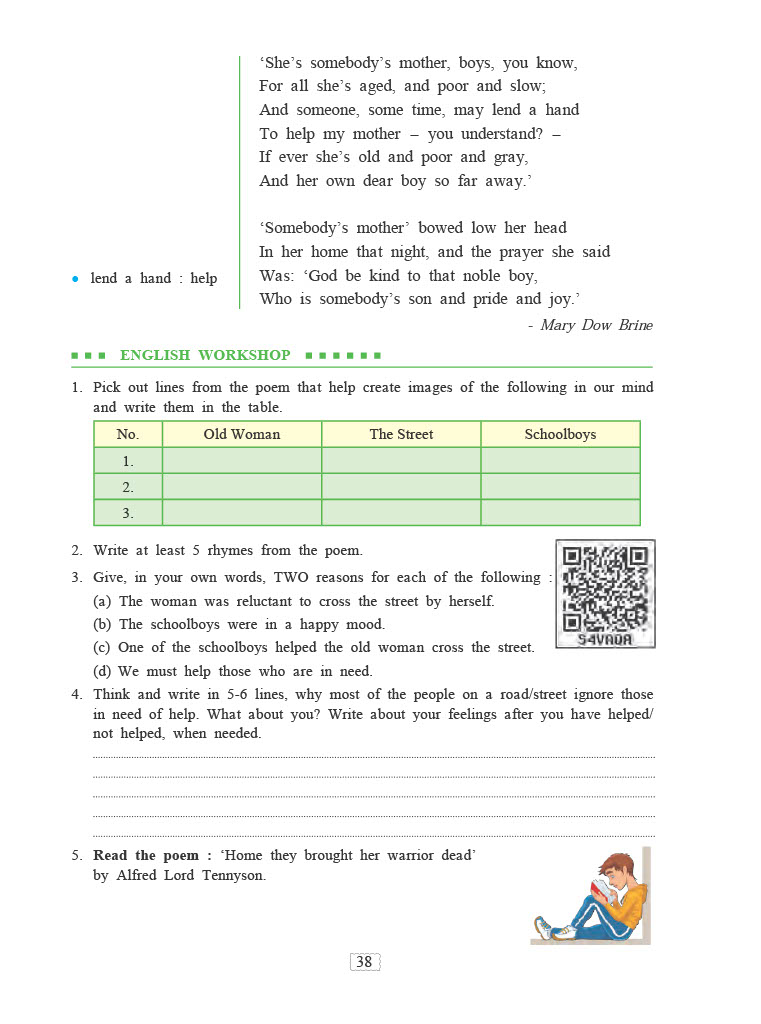 ‘She’s somebody’s mother, boys, you know,
For all she’s aged, and poor and slow;
And someone, some time, may lend a hand
To help my mother – you understand? –
If ever she’s old and poor and gray,
And her own dear boy so far away.’
‘Somebody’s mother’ bowed low her head
In her home that night, and the prayer she said
• lend a hand : help
Was: ‘God be kind to that noble boy,
Who is somebody’s son and pride and joy.’
- Mary Dow Brine
ENGLISH WORKSHOP
1. Pick out lines from the poem that help create images of the following in our mind
and write them in the table.
No. Old Woman The Street Schoolboys
1.
2.
3.
2. Write at least 5 rhymes from the poem.
3. Give, in your own words, TWO reasons for each of the following :
(a) The woman was reluctant to cross the street by herself.
(b) The schoolboys were in a happy mood.
(c) One of the schoolboys helped the old woman cross the street.
(d) We must help those who are in need.
S4VAQA
4. Think and write in 5-6 lines, why most of the people on a road/street ignore those
in need of help. What about you? Write about your feelings after you have helped/
not helped, when needed.
5. Read the poem : ‘Home they brought her warrior dead’
by Alfred Lord Tennyson.
38